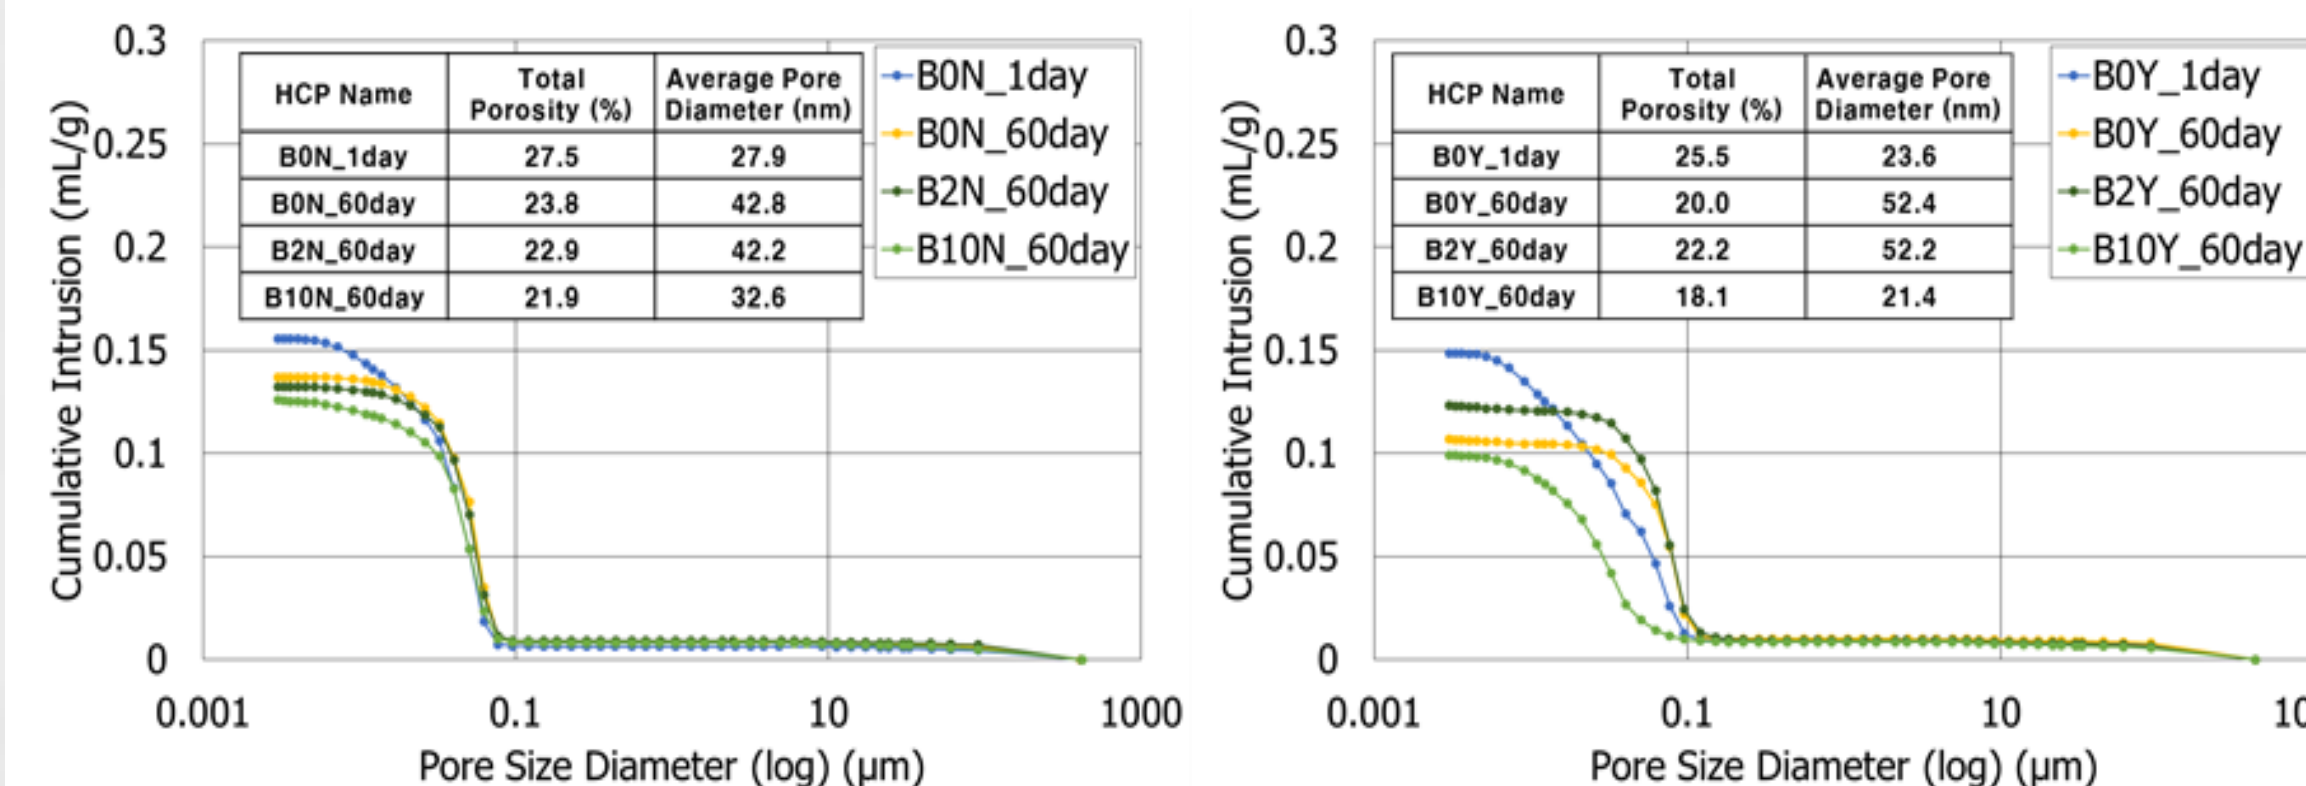 0.3
0.25
0.2
0.15
0.1
0.05
0
Cumulative Intrusion (mL/g)
HCP Name Total Porosity (%) Average Pore Diameter (nm)
B0N_1day 27.5 27.9
B0N_60day 23.8 42.8
B2N_60day 22.9 42.2
B10N_60day 21.9 32.6
B0N_1day
B0N_60day
B2N_60day
B10N_60day
0.001 0.1 10 1000
Pore Size Diameter (log) (μm)
0.3
0.25
0.2
0.15
0.1
0.05
0
Cumulative Intrusion (mL/g)
HCP Name Total Porosity (%) Average Pore Diameter (nm)
B0Y_1day 25.5 23.6
B0Y_60day 20.0 52.4
B2Y_60day 22.2 52.2
B10Y_60day 18.1 21.4
B0Y_1day
B0Y_60day
B2Y_60day
B10Y_60day
0.001 0.1 10
Pore Size Diameter (log) (μm)